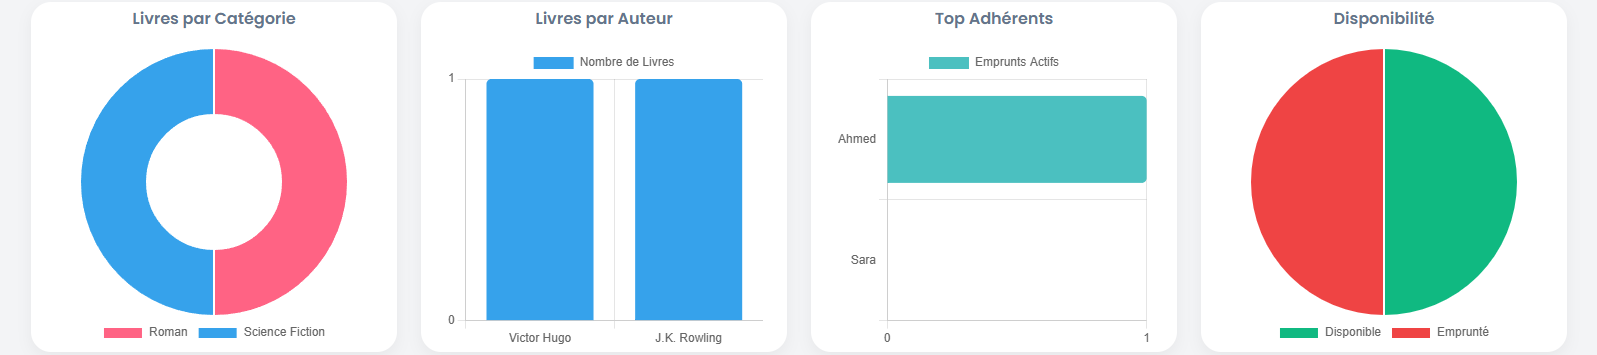 Livres par Catégorie
Roman
Science Fiction
Livres par Auteur
Nombre de Livres
1
0
Victor Hugo
J.K. Rowling
Top Adhérents
Emprunts Actifs
Ahmed
Sara
0
1
Disponibilité
Disponible
Emprunté